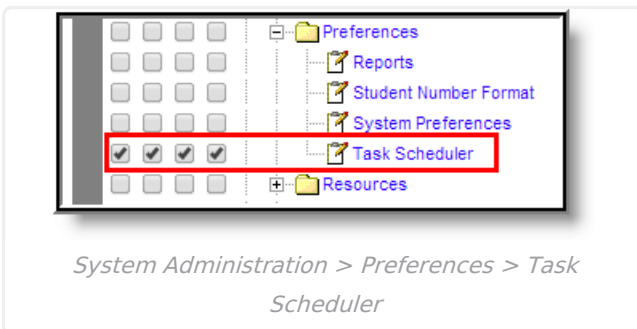 Preferences
Reports
Student Number Format
System Preferences
Task Scheduler
Resources
System Administration > Preferences > Task
Scheduler